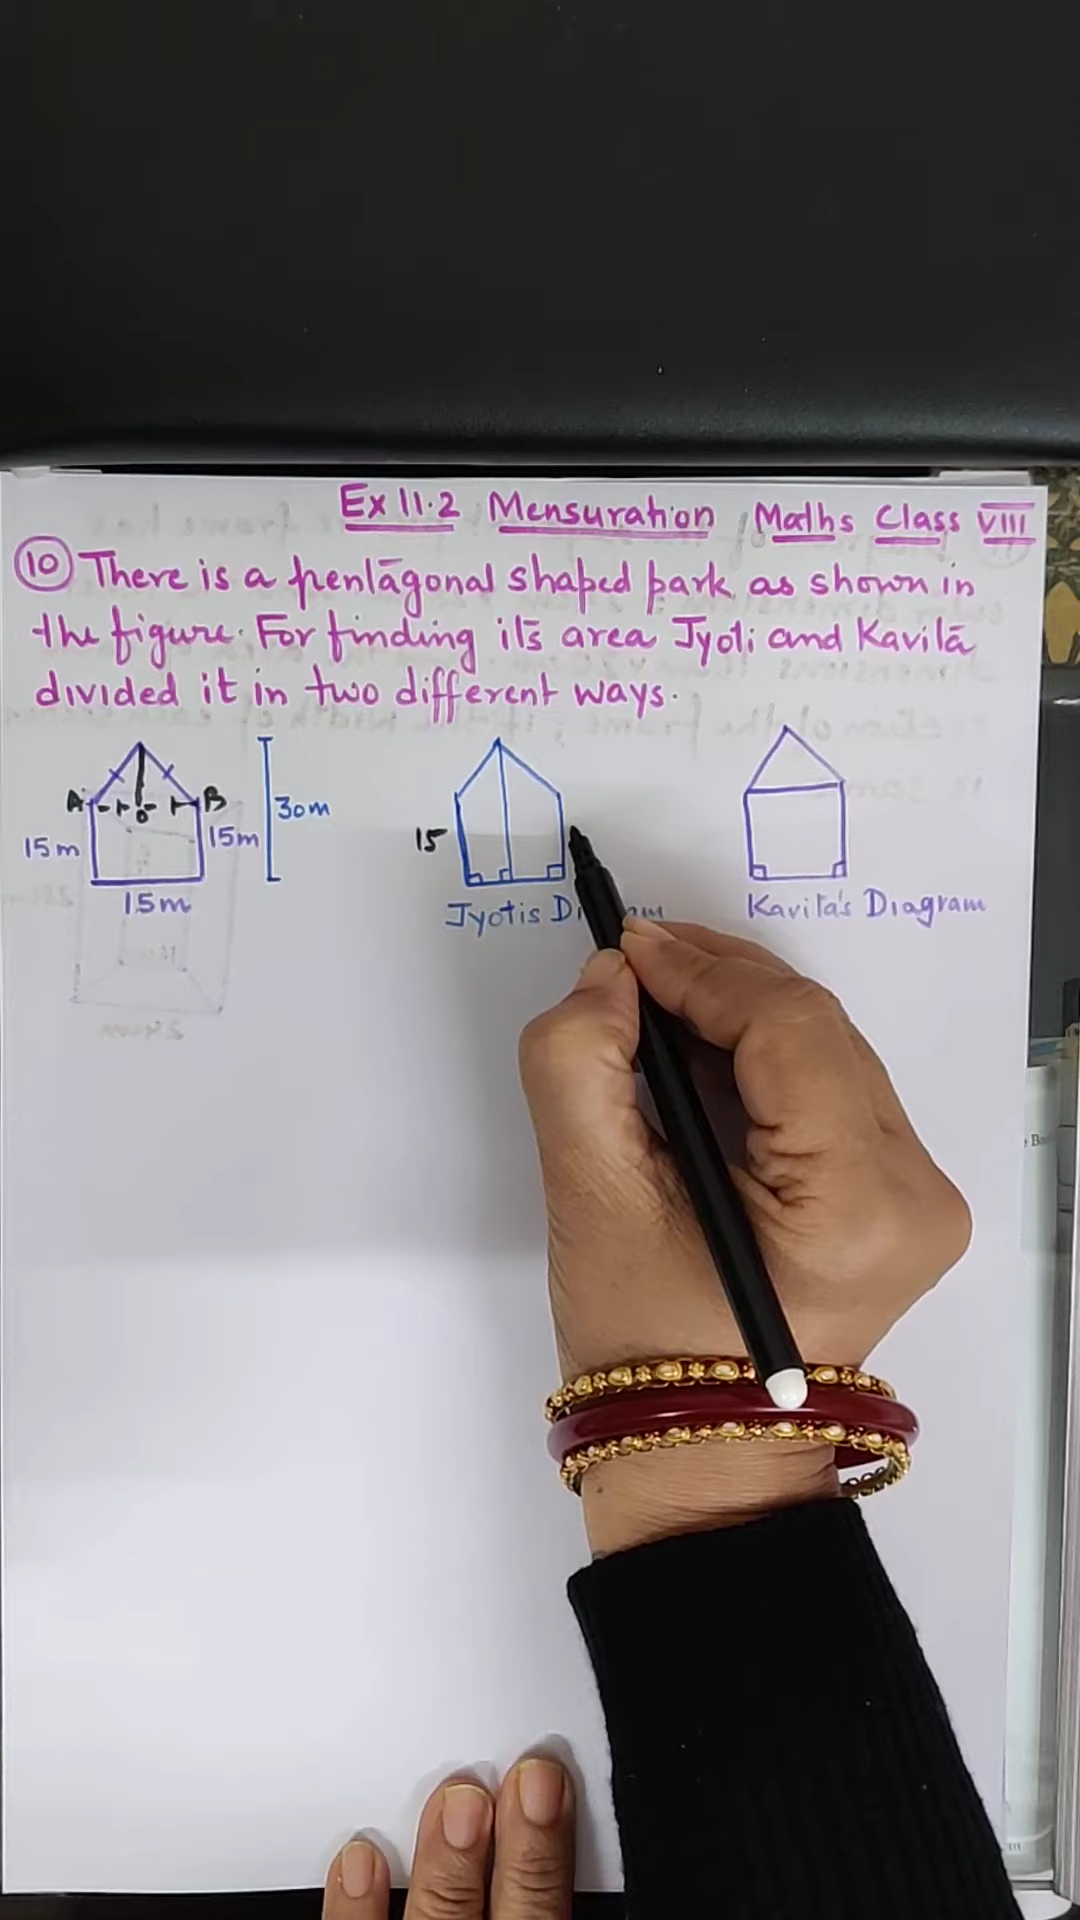 Ex 11.2 Mensuration Maths Class VIII
10 There is a pentagonal shaped park as shown in
the figure. For finding its area Jyoti and Kavita
divided it in two different ways.
A O B
30m
15m 15m
15
15m
Jyotis
Kavita's Diagram